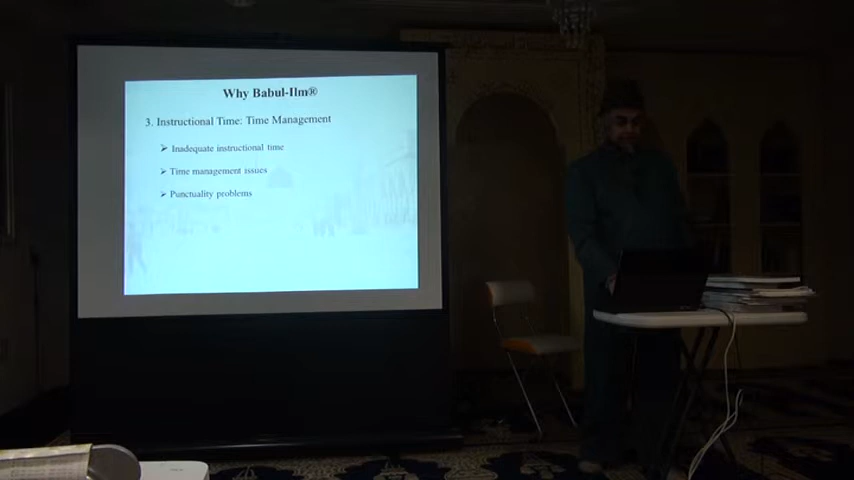 Why Babul-Ilm®
3. Instructional Time: Time Management
➢ Inadequate instructional time
➢ Time management issues
➢ Punctuality problems